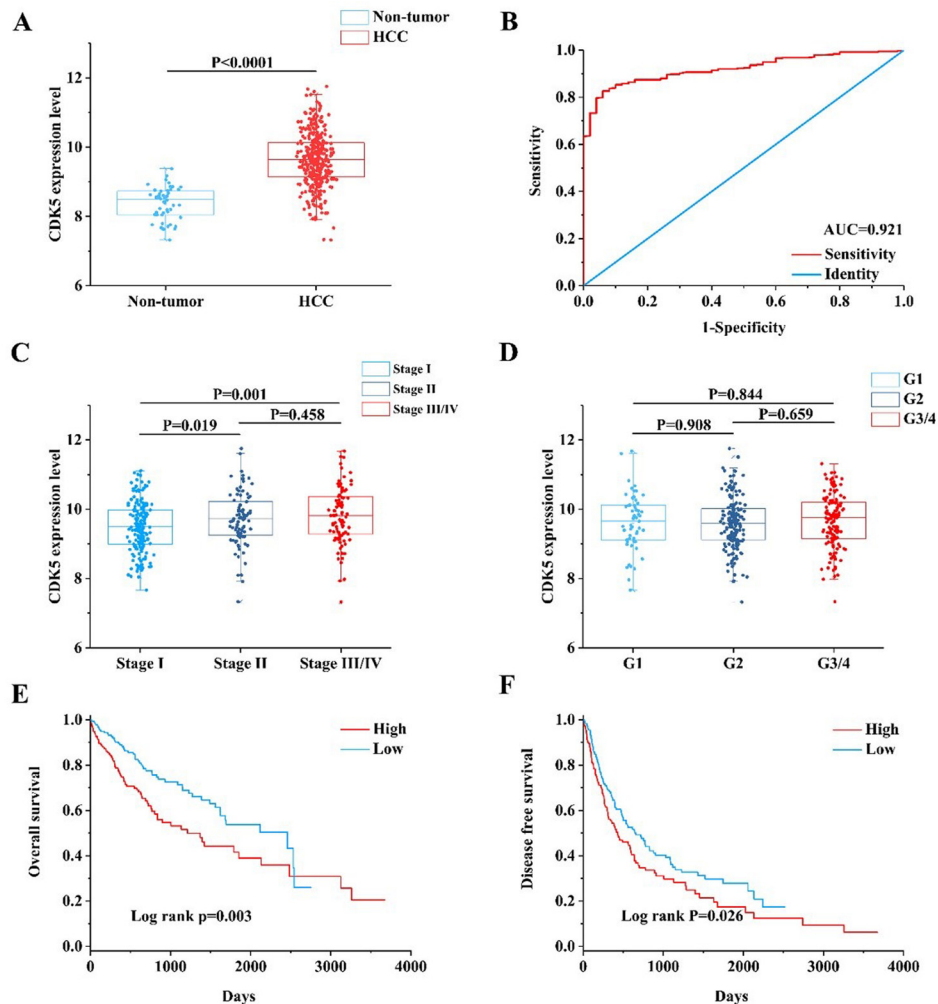 A
Non-tumor
HCC
P<0.0001
CDK5 expression level
12
10
8
6
Non-tumor
HCC
B
1.0
0.8
0.6
0.4
0.2
0.0
Sensitivity
AUC=0.921
Sensitivity
Identity
0.0
0.2
0.4
0.6
0.8
1.0
1-Specificity
C
Stage I
Stage II
Stage III/IV
P=0.001
P=0.019
P=0.458
CDK5 expression level
12
10
8
6
Stage I
Stage II
Stage III/IV
D
G1
G2
G3/4
P=0.844
P=0.908
P=0.659
CDK5 expression level
12
10
8
6
G1
G2
G3/4
E
High
Low
1.0
0.8
0.6
0.4
0.2
0.0
Overall survival
Log rank p=0.003
0
1000
2000
3000
4000
Days
F
High
Low
1.0
0.8
0.6
0.4
0.2
0.0
Disease free survival
Log rank P=0.026
0
1000
2000
3000
4000
Days